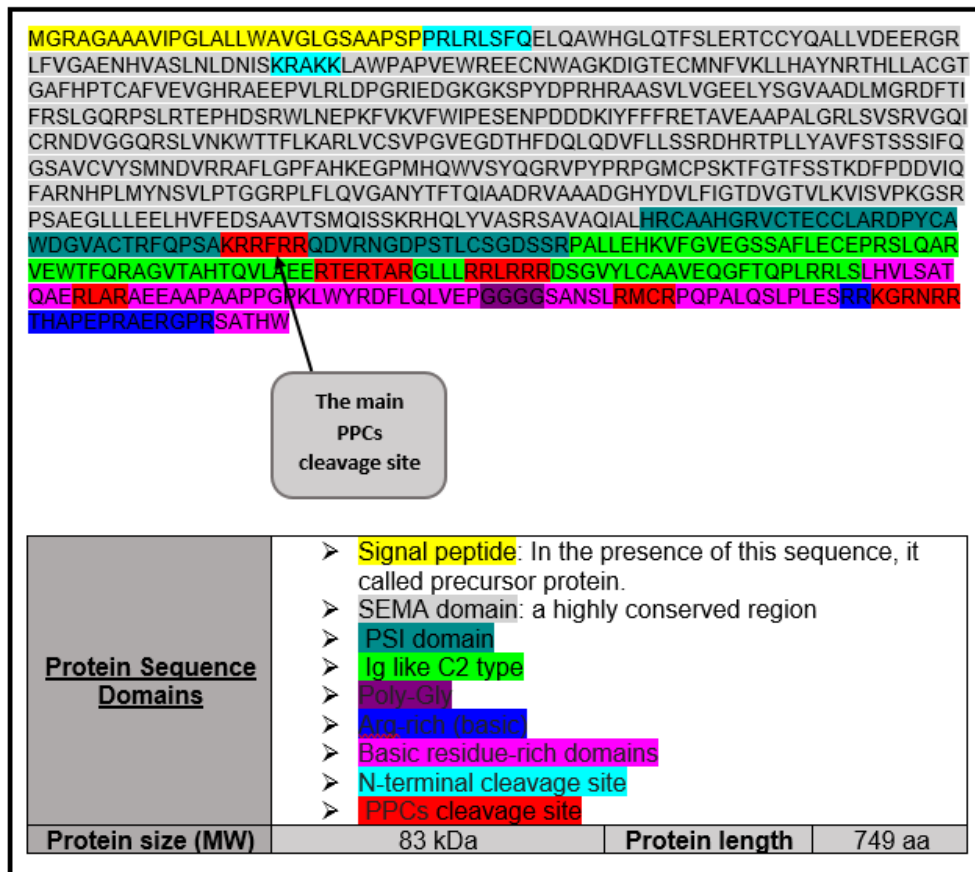 MGRAGAAAVIPGLALLWAVGLGSAAPSPPRLRLSFQELQAWHGLQTFSLERTCCYQALLVDEERGR
LFVGAENHVASLNLDNISKRAKKLAWPAPVEWREECNWAGKDIGTECMNFVKLLHAYNRTHLLACGT
GAFHPTCAFVEVGHRAEEPVLRLDPGRIEDGKGKSPYDPRHRAASVLVGEELYSGVAADLMGRDFTI
FRSLGQRPSLRTEPHDSRWLNEPKFVKVFWIPESENPDDDKIYFFFRETAVEAAPALGRLSVSRVGQI
CRNDVGGQRSLVNKWTTFLKARLVCSVPGVEGDTHFDQLQDVFLLSSRDHRTPLLYAVFSTSSSIFQ
GSAVCVYSMNDVRRAFLGPFAHKEGPMHQWVSYQGRVPYPRPGMCPSKTFGTFSSTKDFPDDVIQ
FARNHPLMYNSVLPTGGRPLFLQVGANYTFTQIAADRVAAADGHYDVLFIGTDVGTVLKVISVPKGSR
PSAEGLLLEELHVFEDSAAVTSMQISSKRHQLYVASRSAVAQIALHRCAAHGRVCTECCLARDPYCA
WDGVACTRFQPSAKRRFRRQDVRNGDPSTLCSGDSSRPALLEHKVFGVEGSSAFLECEPRSLQAR
VEWTFQRAGVTAHTQVLAEERTERTARGLLLRRLRRRDSGVYLCAAVEQGFTQPLRRLSLHVLSAT
QAERLARAEEAAPAAPPGPKLWYRDFLQLVEPGGGGSANSLRMCRPQPALQSLPLESRRKGRNRR
THAPEPRAERGPRSATHW
The main
PPCs
cleavage site
Protein Sequence
Domains
➢ Signal peptide: In the presence of this sequence, it
called precursor protein.
➢ SEMA domain: a highly conserved region
➢ PSI domain
➢ Ig like C2 type
➢ Poly-Gly
➢ Arg-rich (basic)
➢ Basic residue-rich domains
➢ N-terminal cleavage site
➢ PPCs cleavage site
Protein size (MW) 83 kDa Protein length 749 aa